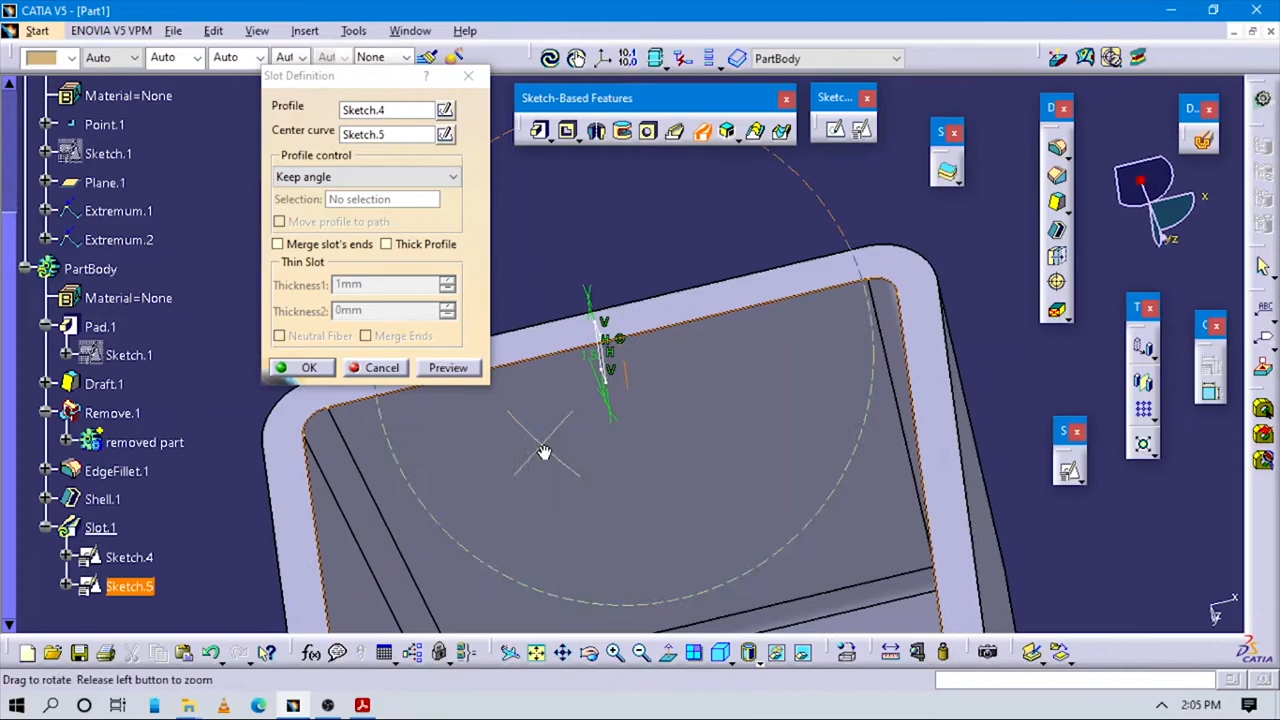 CATIA V5 - [Part1]
Start ENOVIA V5 VPM File Edit View Insert Tools Window Help
Auto Auto Auto Aut Aut None PartBody
Slot Definition
Profile Sketch.4
Center curve Sketch.5
Profile control
Keep angle
Selection: No selection
Move profile to path
Merge slot's ends Thick Profile
Thin Slot
Thickness1: 1mm
Thickness2: 0mm
Neutral Fiber Merge Ends
OK Cancel Preview
Sketch-Based Features
Sketc...
S
D
D...
T
C
S
Material=None
Point.1
Sketch.1
Plane.1
Extremum.1
Extremum.2
PartBody
Material=None
Pad.1
Sketch.1
Draft.1
Remove.1
removed part
EdgeFillet.1
Shell.1
Slot.1
Sketch.4
Sketch.5
V
H
H
V
x
yz
x
CATIA
Drag to rotate. Release left button to zoom
2:05 PM